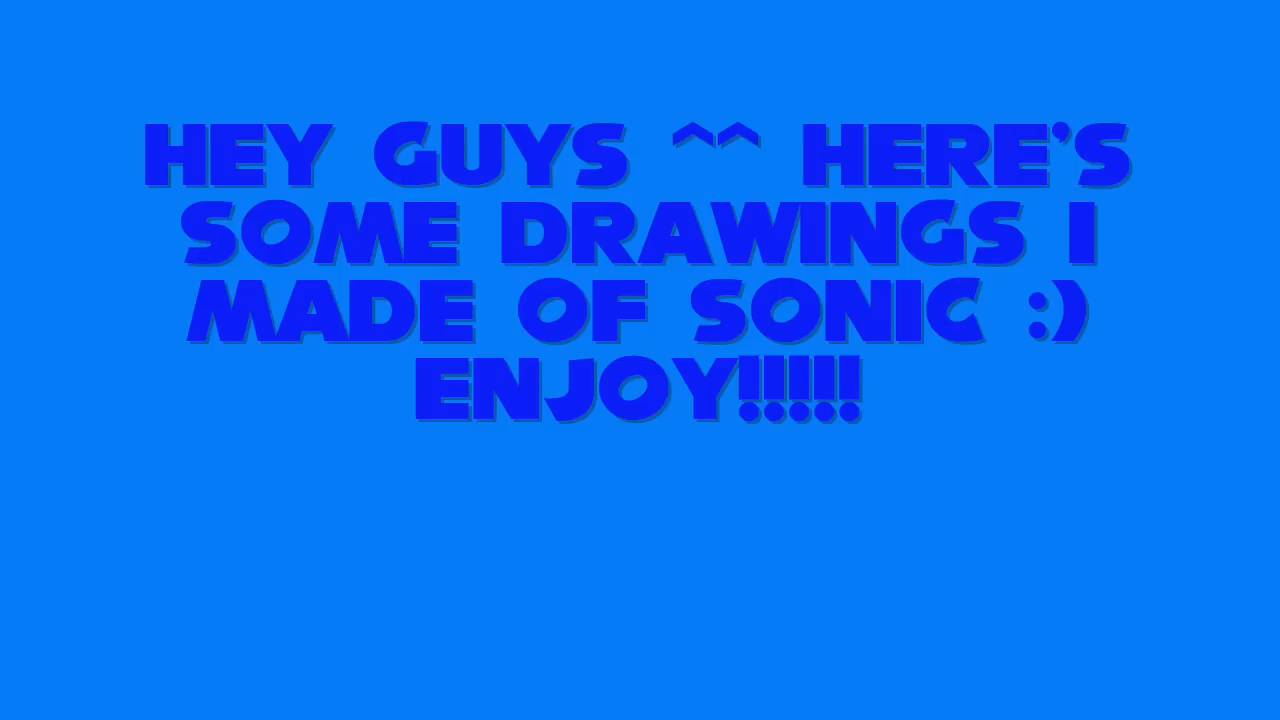 HEY GUYS ^^ HERE'S
SOME DRAWINGS I
MADE OF SONIC :)
ENJOY!!!!!